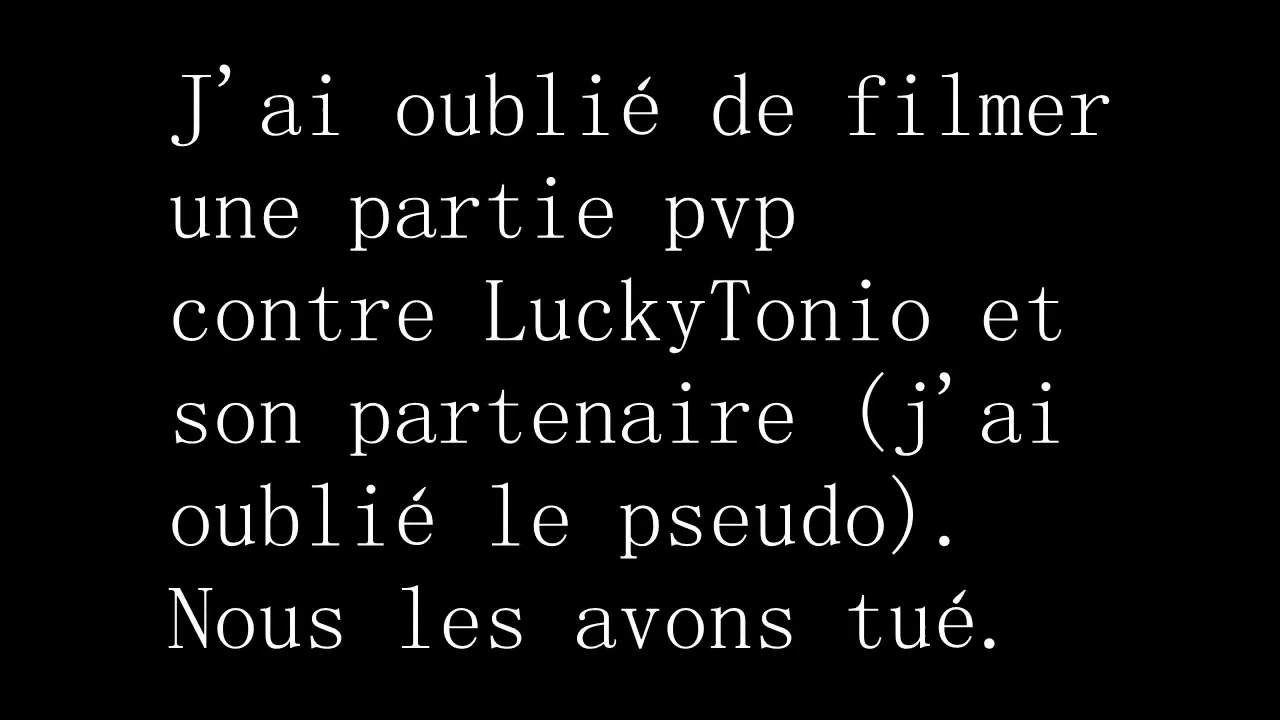 J’ai oublié de filmer
une partie pvp
contre LuckyTonio et
son partenaire (j’ai
oublié le pseudo).
Nous les avons tué.